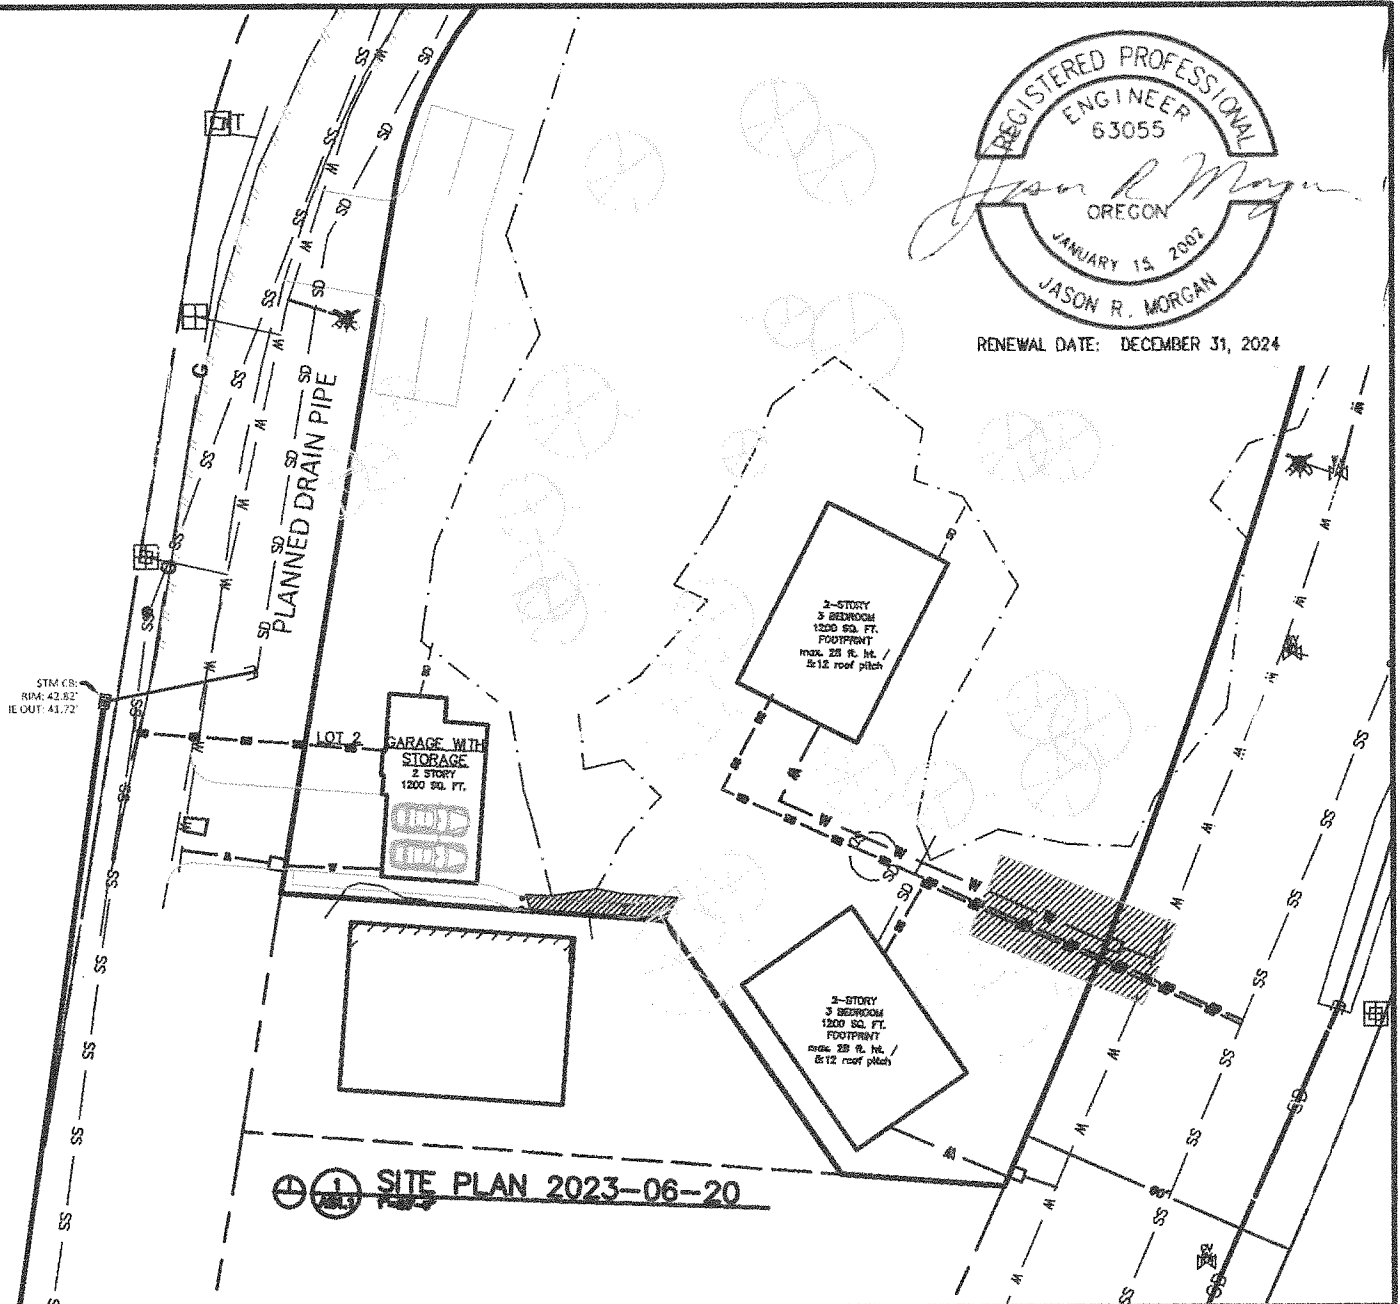 REGISTERED PROFESSIONAL
ENGINEER
63055
OREGON
JANUARY 15, 2002
JASON R. MORGAN
RENEWAL DATE: DECEMBER 31, 2024
PLANNED DRAIN PIPE
STM CB:
RIM: 42.82'
IE OUT: 41.72'
LOT 2
GARAGE WITH
STORAGE
2 STORY
1200 SQ. FT.
2-STORY
3 BEDROOM
1200 SQ. FT.
FOOTPRINT
max. 28 ft. ht. /
8:12 roof pitch
2-STORY
3 BEDROOM
1200 SQ. FT.
FOOTPRINT
max. 28 ft. ht. /
8:12 roof pitch
1
SITE PLAN 2023-06-20